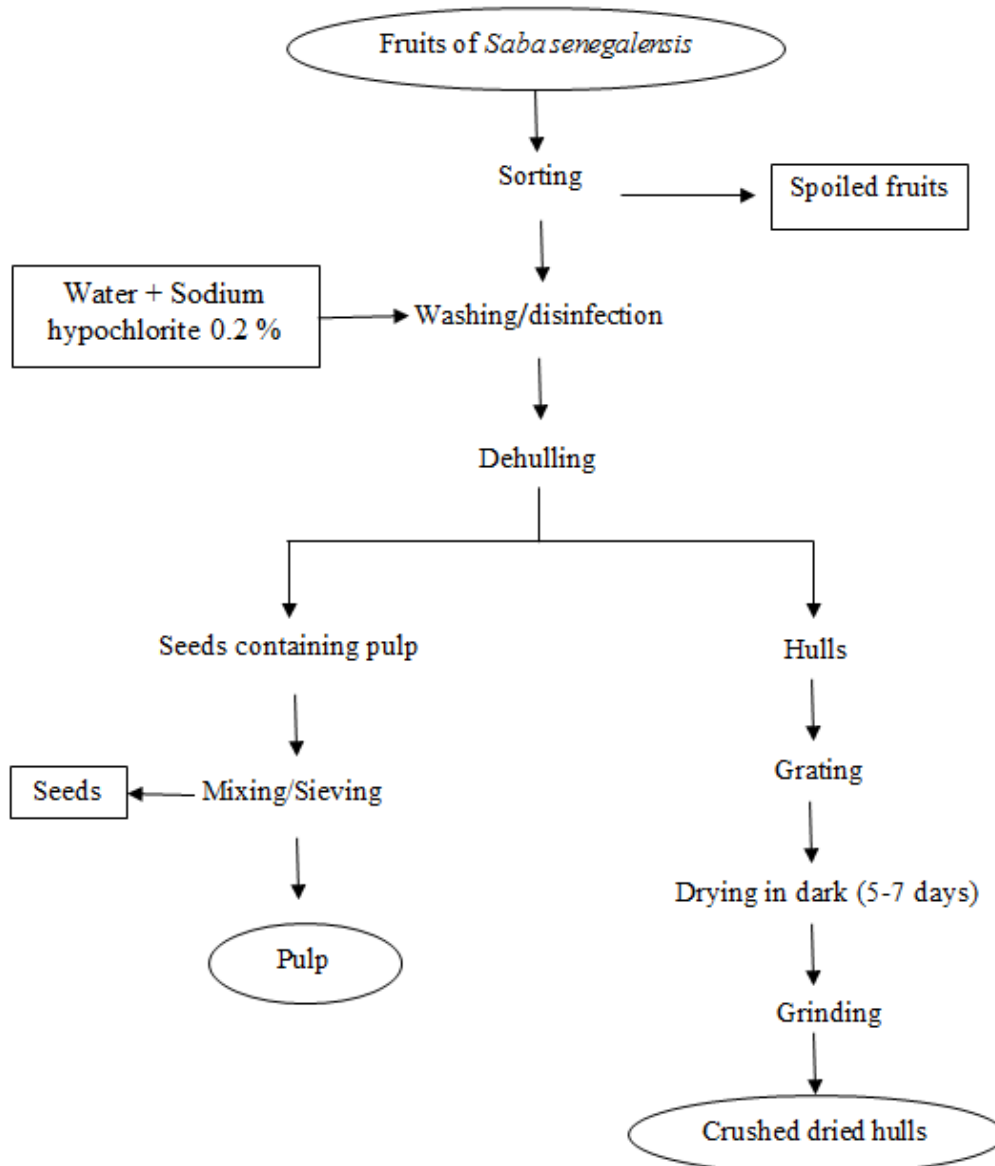 Fruits of Saba senegalensis
Sorting
Spoiled fruits
Water + Sodium
hypochlorite 0.2 %
Washing/disinfection
Dehulling
Seeds containing pulp
Hulls
Grating
Seeds
Mixing/Sieving
Drying in dark (5-7 days)
Pulp
Grinding
Crushed dried hulls